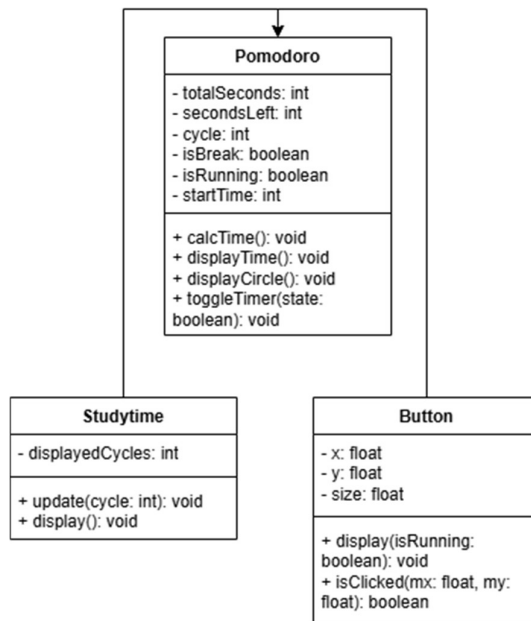 Pomodoro
- totalSeconds: int
- secondsLeft: int
- cycle: int
- isBreak: boolean
- isRunning: boolean
- startTime: int
+ calcTime(): void
+ displayTime(): void
+ displayCircle(): void
+ toggleTimer(state:
boolean): void
Studytime
- displayedCycles: int
+ update(cycle: int): void
+ display(): void
Button
- x: float
- y: float
- size: float
+ display(isRunning:
boolean): void
+ isClicked(mx: float, my:
float): boolean